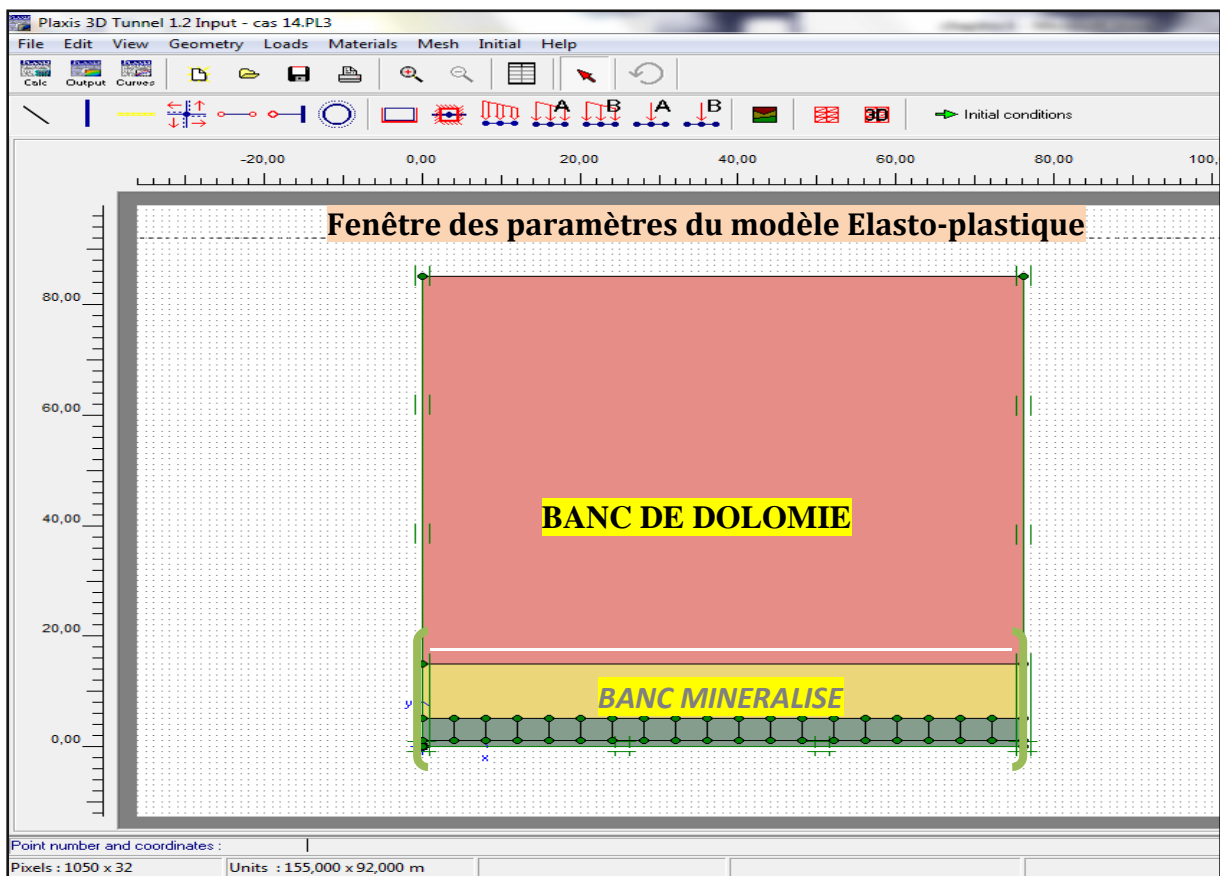 Plaxis 3D Tunnel 1.2 Input - cas 14.PL3
File Edit View Geometry Loads Materials Mesh Initial Help
Calc Output Curves
A B A B 3D Initial conditions
-20,00 0,00 20,00 40,00 60,00 80,00 100,
Fenêtre des paramètres du modèle Elasto-plastique
80,00
60,00
40,00
BANC DE DOLOMIE
20,00
BANC MINERALISE
y
0,00
x
Point number and coordinates :
Pixels : 1050 x 32 Units : 155,000 x 92,000 m